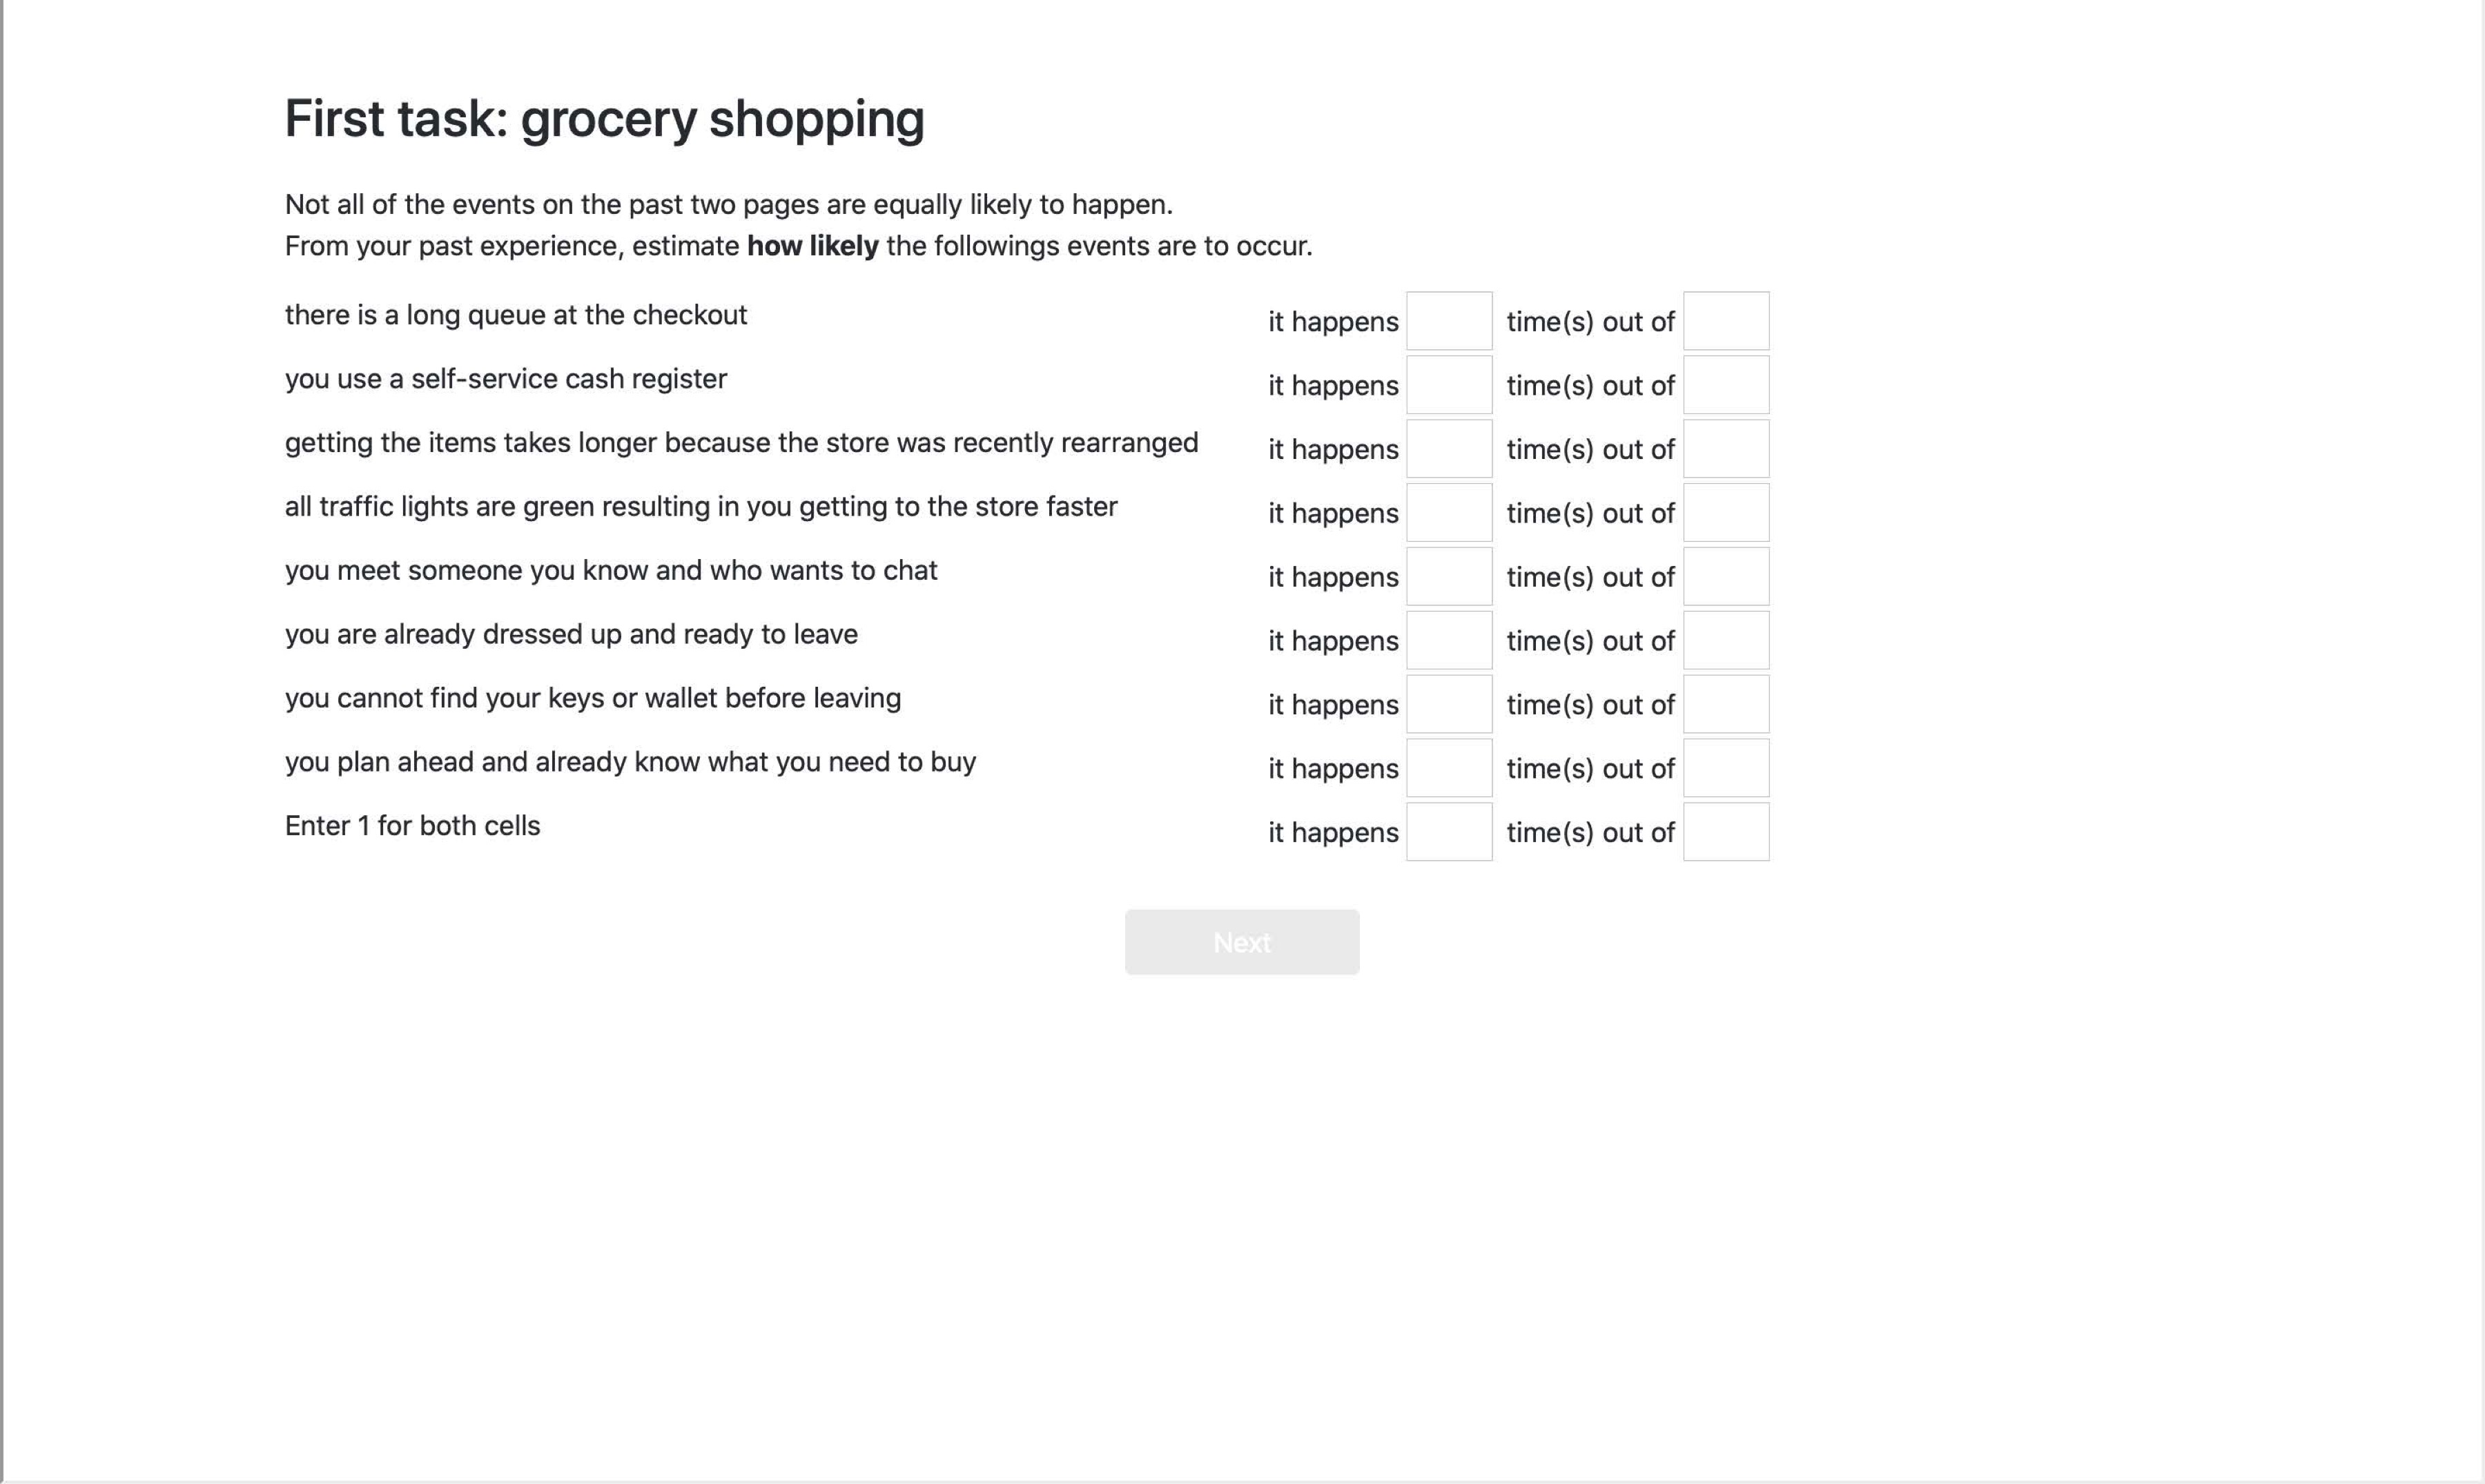 First task: grocery shopping
Not all of the events on the past two pages are equally likely to happen.
From your past experience, estimate how likely the followings events are to occur.
there is a long queue at the checkout it happens time(s) out of
you use a self-service cash register it happens time(s) out of
getting the items takes longer because the store was recently rearranged it happens time(s) out of
all traffic lights are green resulting in you getting to the store faster it happens time(s) out of
you meet someone you know and who wants to chat it happens time(s) out of
you are already dressed up and ready to leave it happens time(s) out of
you cannot find your keys or wallet before leaving it happens time(s) out of
you plan ahead and already know what you need to buy it happens time(s) out of
Enter 1 for both cells it happens time(s) out of
Next